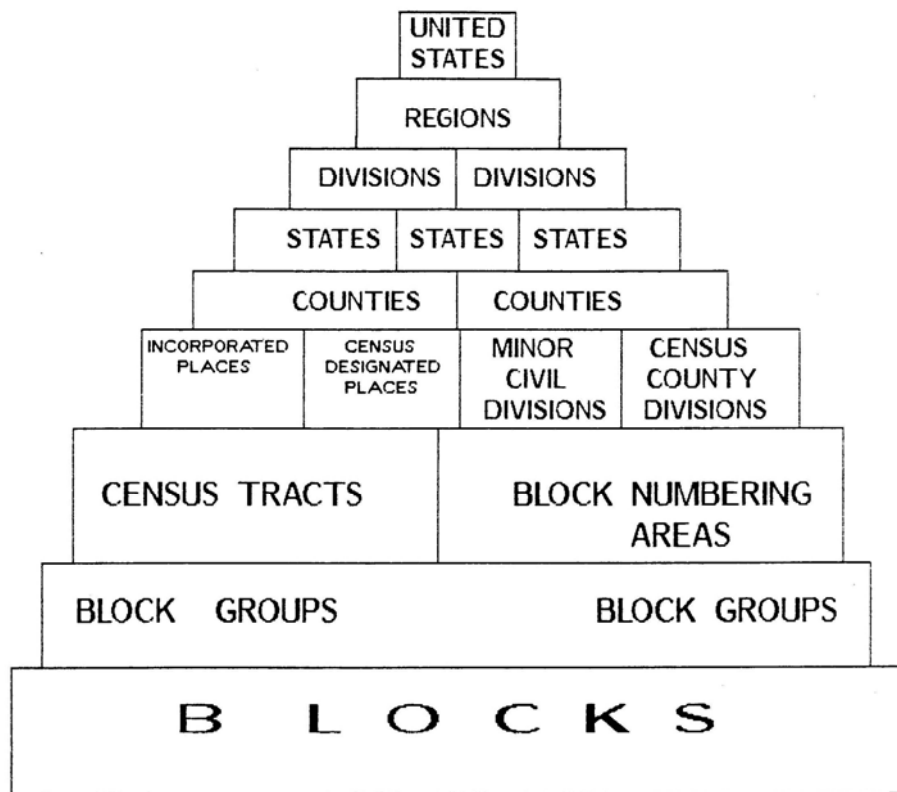 UNITED
STATES
REGIONS
DIVISIONS DIVISIONS
STATES STATES STATES
COUNTIES COUNTIES
INCORPORATED
PLACES
CENSUS
DESIGNATED
PLACES
MINOR
CIVIL
DIVISIONS
CENSUS
COUNTY
DIVISIONS
CENSUS TRACTS
BLOCK NUMBERING
AREAS
BLOCK GROUPS BLOCK GROUPS
B L O C K S